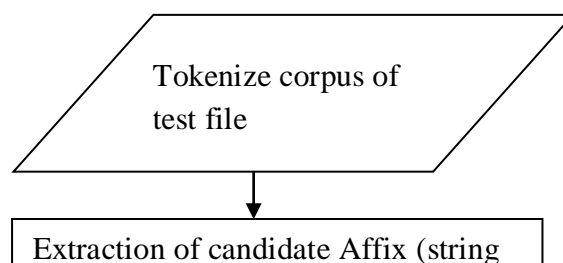 Tokenize corpus of
test file
Extraction of candidate Affix (string